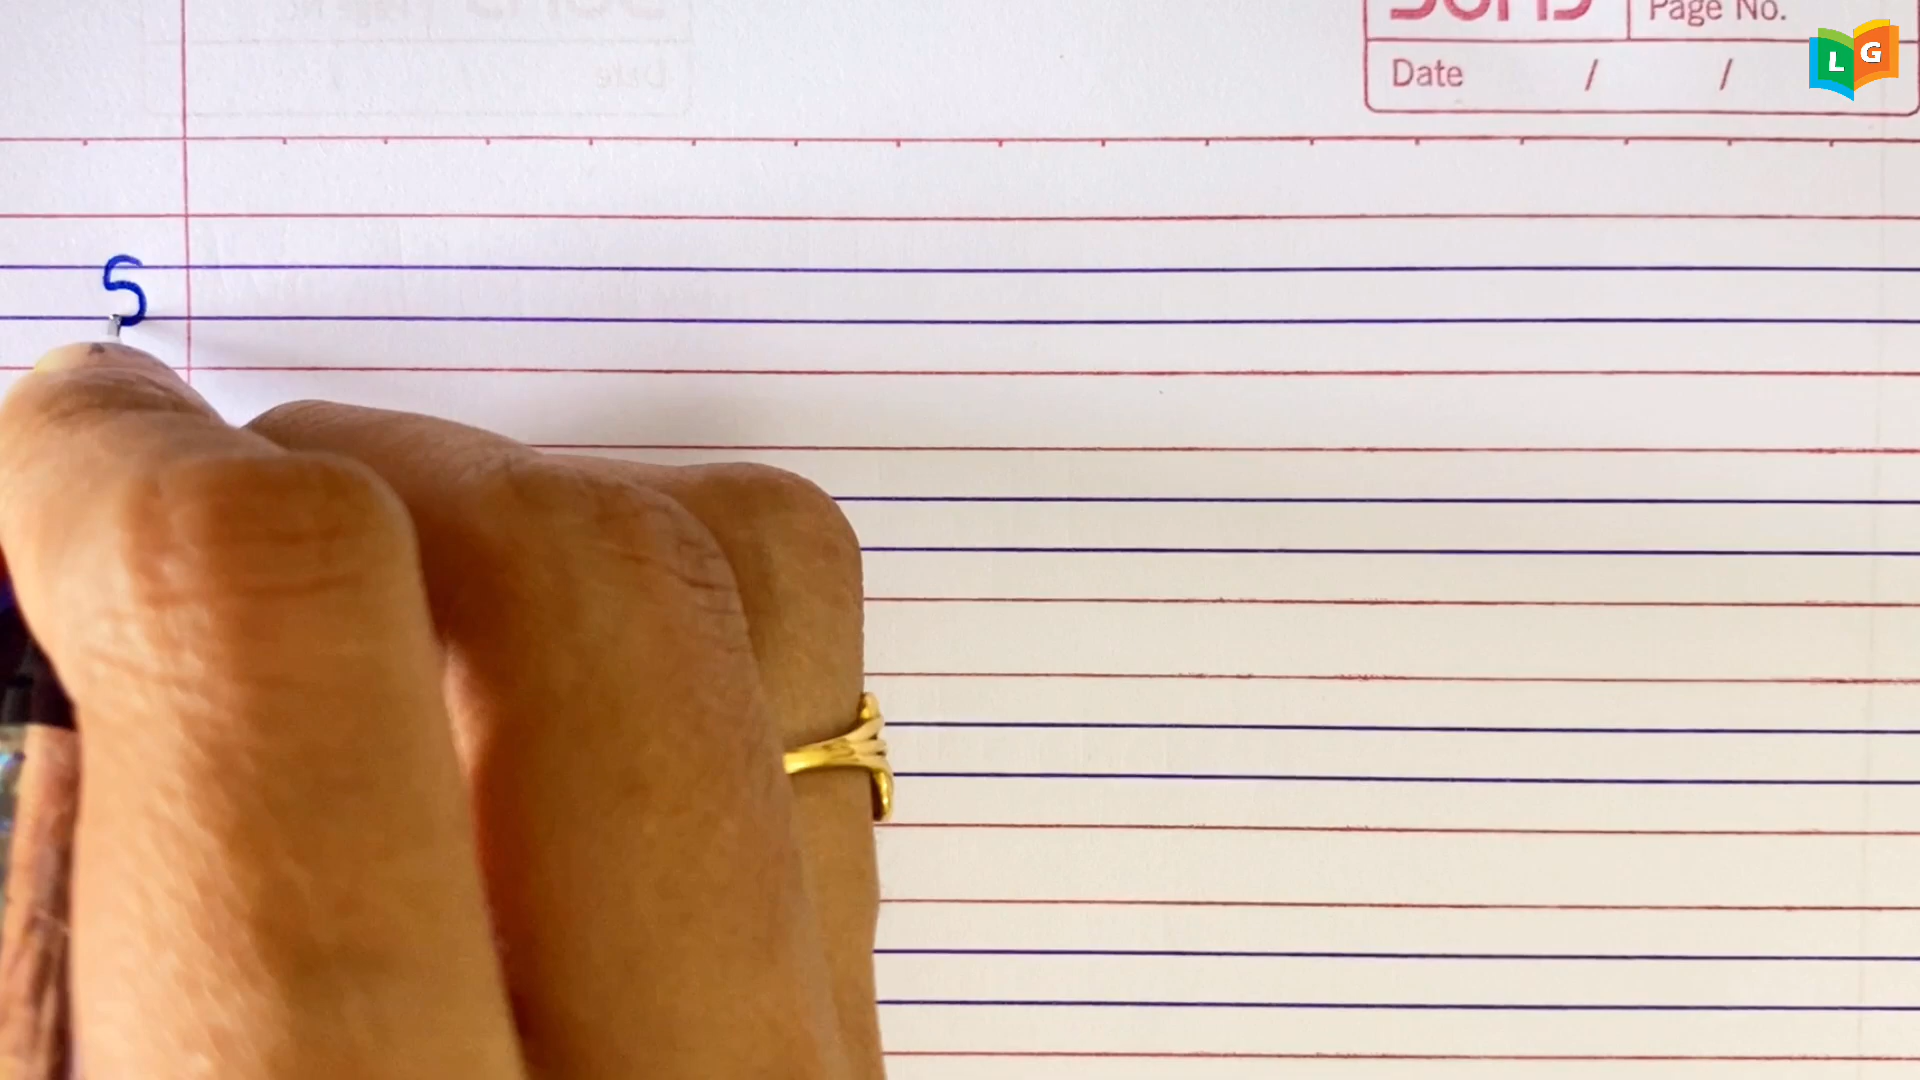 Page No.
L G
Date / /
s